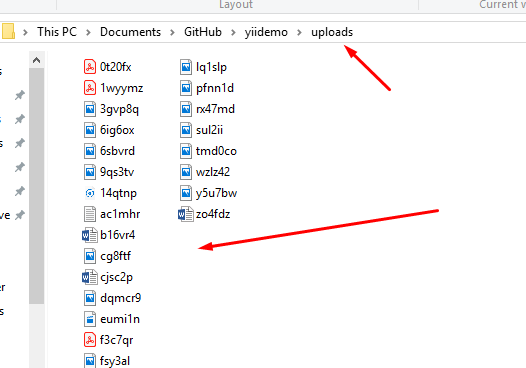 Layout
Current v
This PC > Documents > GitHub > yiidemo > uploads
0t20fx
1wyymz
3gvp8q
6ig6ox
6sbvrd
9qs3tv
14qtnp
ac1mhr
b16vr4
cg8ftf
cjsc2p
dqmcr9
eumi1n
f3c7qr
fsy3al
lq1slp
pfnn1d
rx47md
sul2ii
tmd0co
wzlz42
y5u7bw
zo4fdz
s
s
ve
er
s